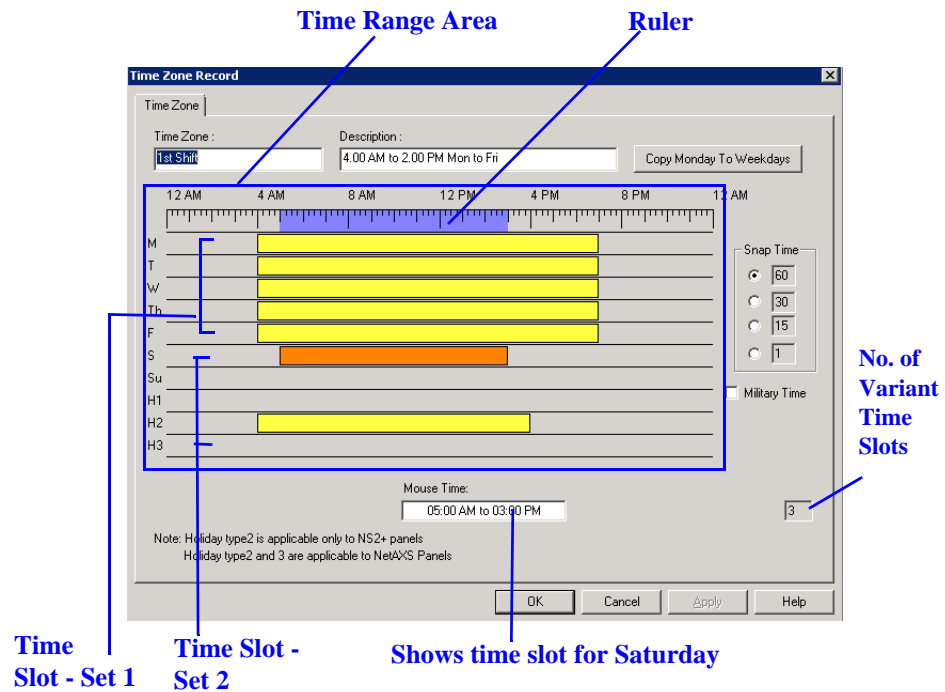 Time Range Area
Ruler
Time Zone Record
Time Zone
Time Zone :
Description :
1st Shift
4.00 AM to 2.00 PM Mon to Fri
Copy Monday To Weekdays
12 AM 4 AM 8 AM 12 PM 4 PM 8 PM 12 AM
M
T
W
Th
F
S
Su
H1
H2
H3
Snap Time
60
30
15
1
Military Time
No. of
Variant
Time
Slots
Mouse Time:
05:00 AM to 03:00 PM
3
Note: Holiday type2 is applicable only to NS2+ panels
Holiday type2 and 3 are applicable to NetAXS Panels
OK
Cancel
Apply
Help
Time
Slot - Set 1
Time Slot -
Set 2
Shows time slot for Saturday